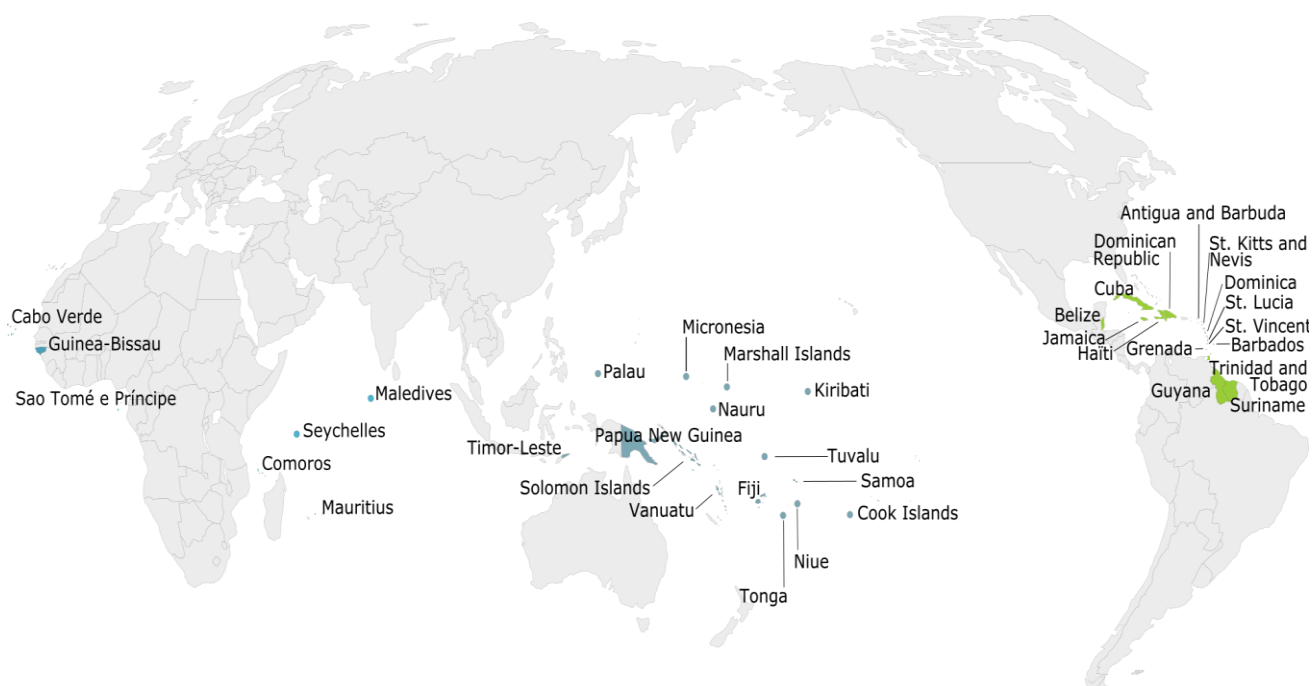 Antigua and Barbuda
Dominican
Republic
St. Kitts and
Nevis
Cuba
Dominica
St. Lucia
Belize
St. Vincent
Jamaica
Barbados
Haïti
Grenada
Trinidad and
Tobago
Guyana
Suriname
Cabo Verde
Guinea-Bissau
Sao Tomé e Príncipe
Maledives
Seychelles
Comoros
Mauritius
Micronesia
Marshall Islands
Palau
Kiribati
Nauru
Papua New Guinea
Timor-Leste
Tuvalu
Solomon Islands
Fiji
Samoa
Vanuatu
Cook Islands
Niue
Tonga